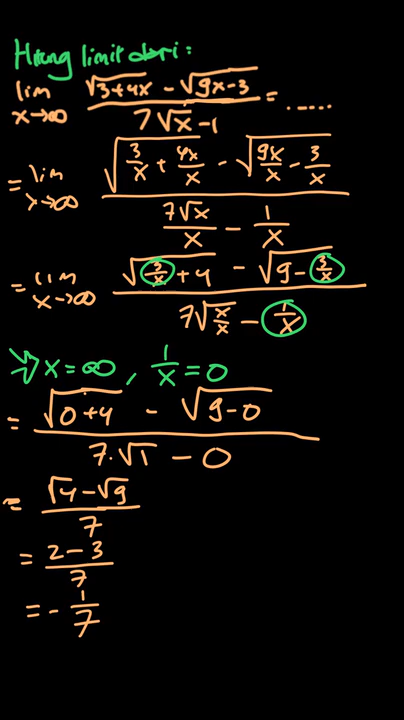 Hitung limit dari:
lim x→∞ (√(3+4x) - √(9x-3)) / (7√x - 1) = ......
= lim x→∞ (√(3/x + 4x/x) - √(9x/x - 3/x)) / (7√x/x - 1/x)
= lim x→∞ (√(3/x + 4) - √(9 - 3/x)) / (7√(x/x) - 1/x)
⇒ x = ∞ , 1/x = 0
= (√(0+4) - √(9-0)) / (7·√1 - 0)
= (√4 - √9) / 7
= (2 - 3) / 7
= - 1/7